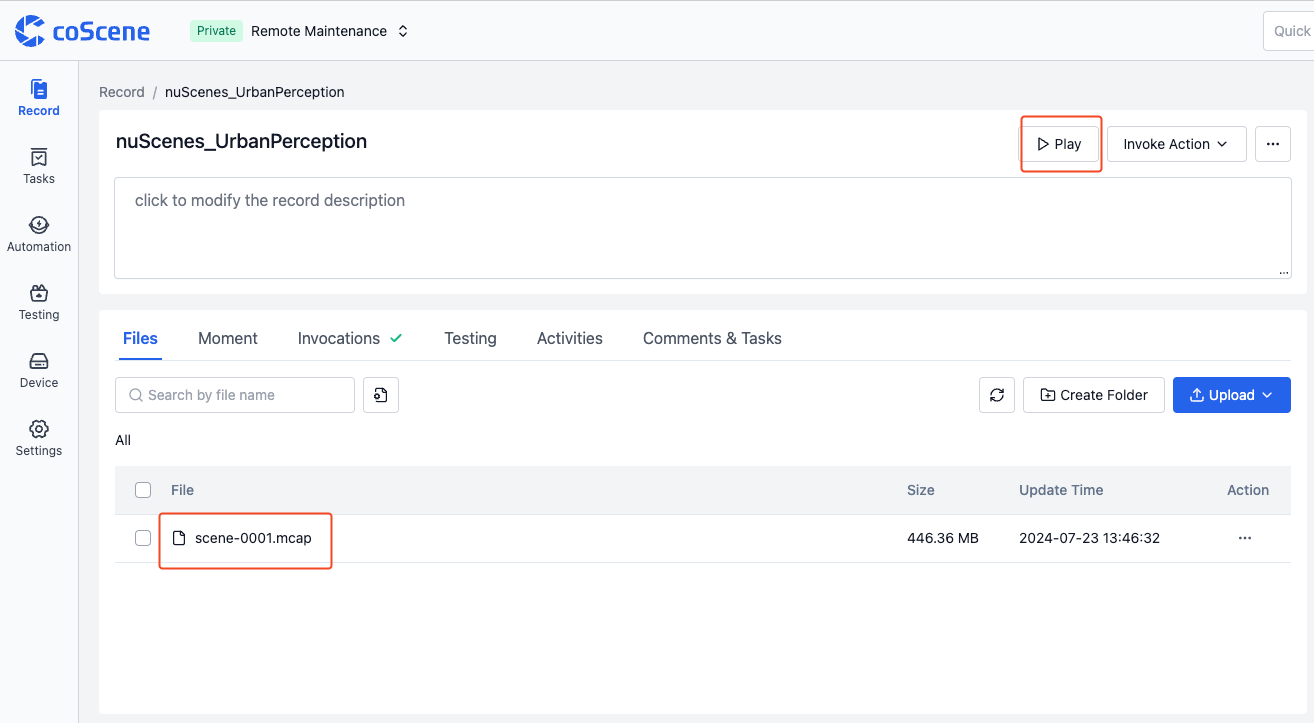 coScene
Private Remote Maintenance
Quick
Record
Tasks
Automation
Testing
Device
Settings
Record / nuScenes_UrbanPerception
nuScenes_UrbanPerception
Play
Invoke Action
...
click to modify the record description
...
Files Moment Invocations Testing Activities Comments & Tasks
Search by file name
Create Folder
Upload
All
File Size Update Time Action
scene-0001.mcap 446.36 MB 2024-07-23 13:46:32 ...